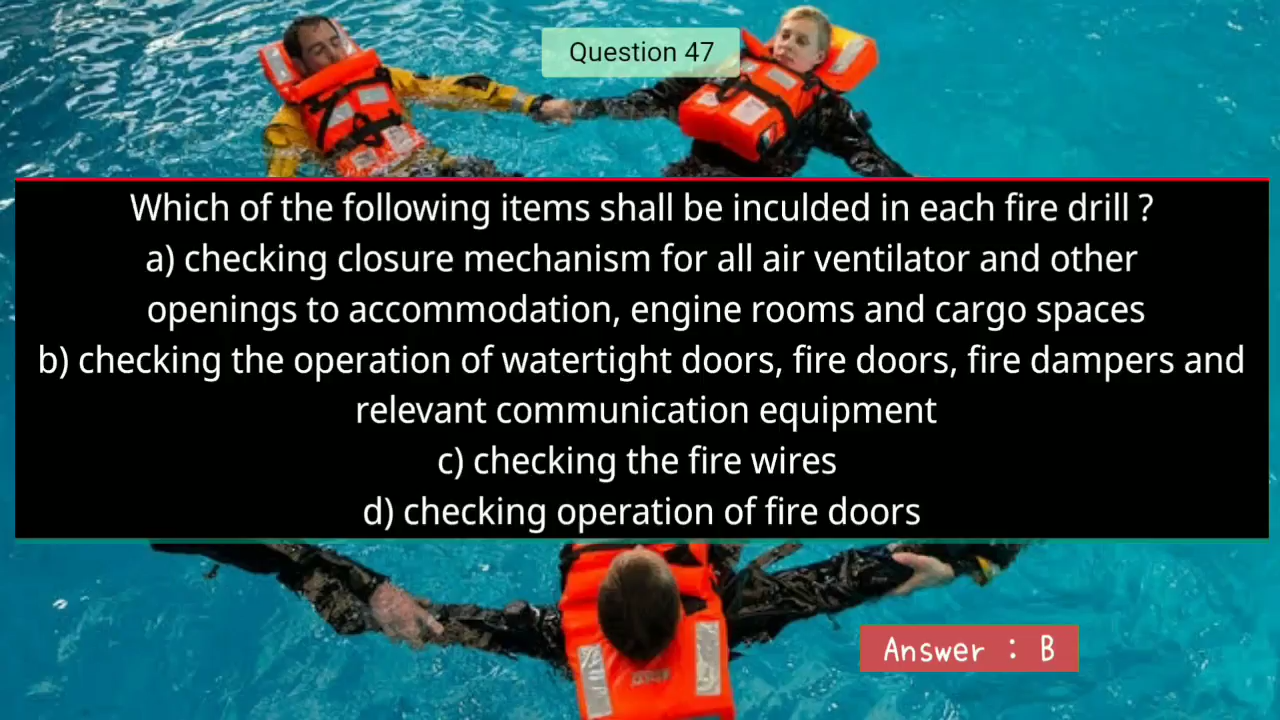 Question 47
Which of the following items shall be inculded in each fire drill ?
a) checking closure mechanism for all air ventilator and other
openings to accommodation, engine rooms and cargo spaces
b) checking the operation of watertight doors, fire doors, fire dampers and
relevant communication equipment
c) checking the fire wires
d) checking operation of fire doors
Answer : B